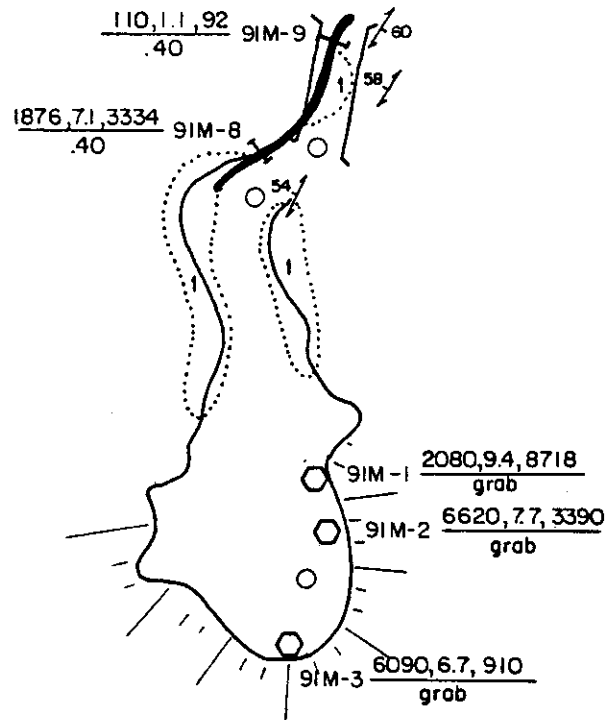 110,1.1,92 91M-9
.40
60
58
1
1876,7.1,3334 91M-8
.40
54
1
1
91M-1 2080,9.4,8718
grab
91M-2 6620,7.7,3390
grab
91M-3 6090,6.7,910
grab